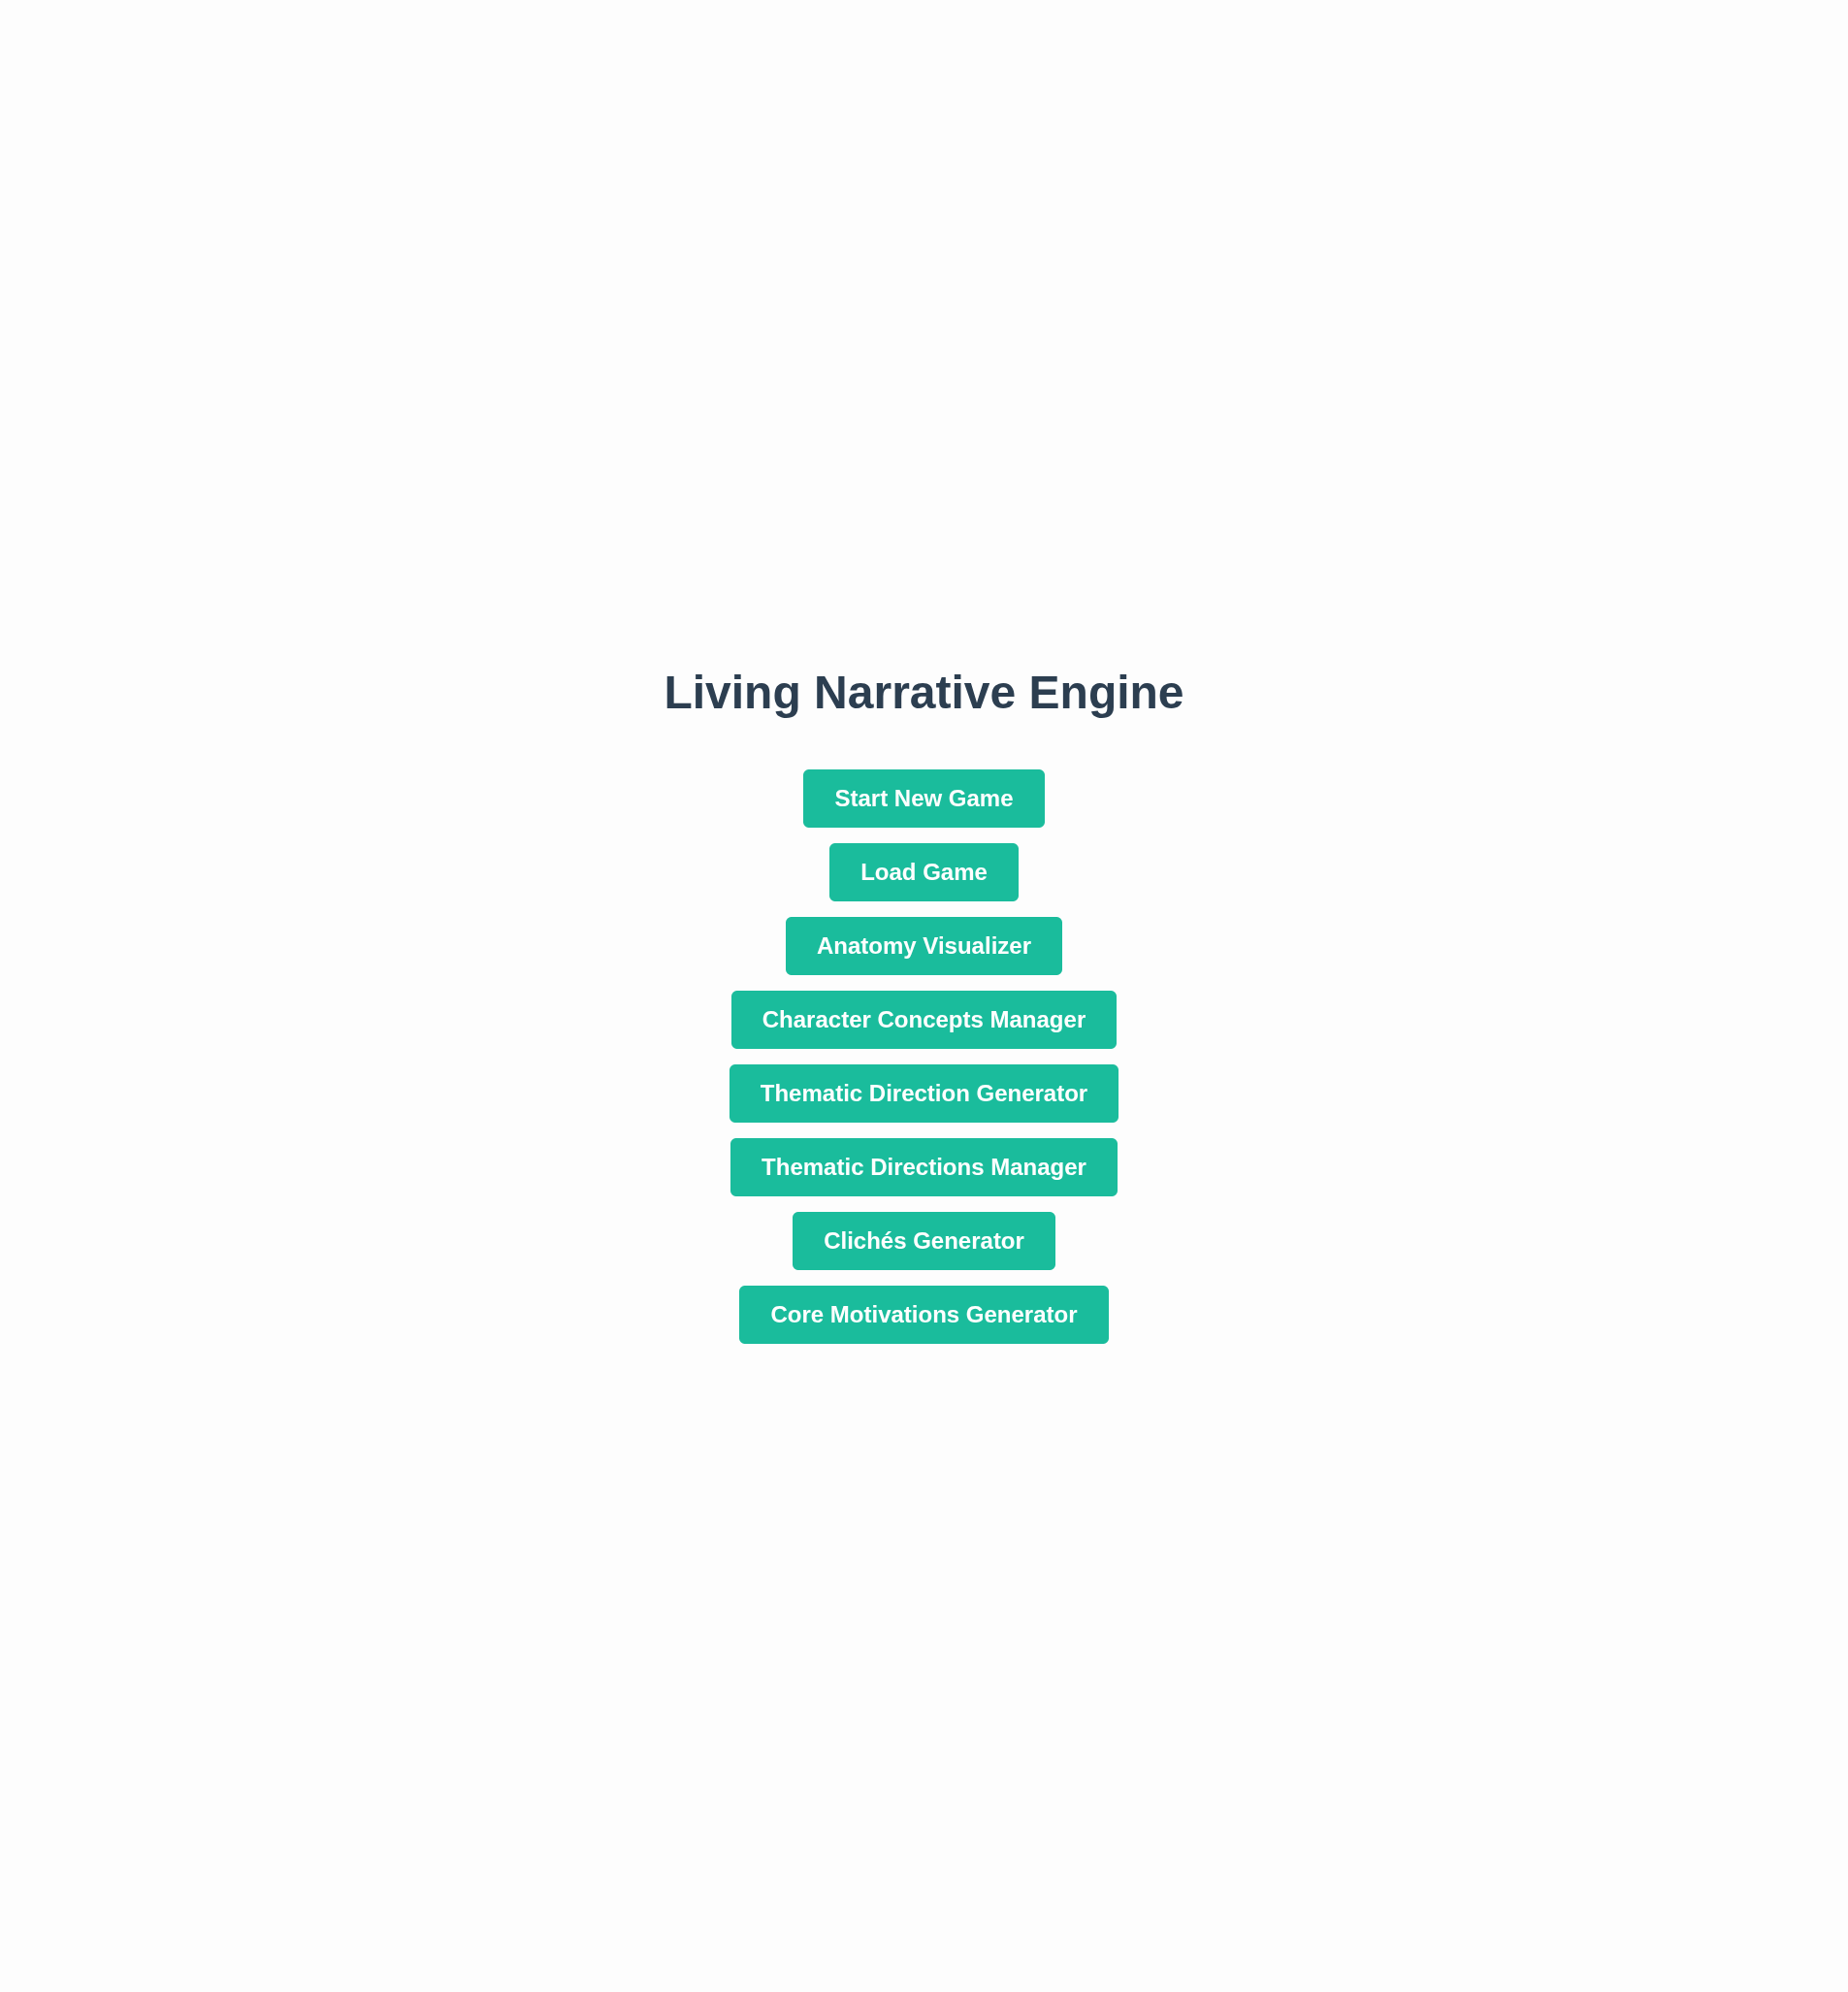 Living Narrative Engine
Start New Game
Load Game
Anatomy Visualizer
Character Concepts Manager
Thematic Direction Generator
Thematic Directions Manager
Clichés Generator
Core Motivations Generator